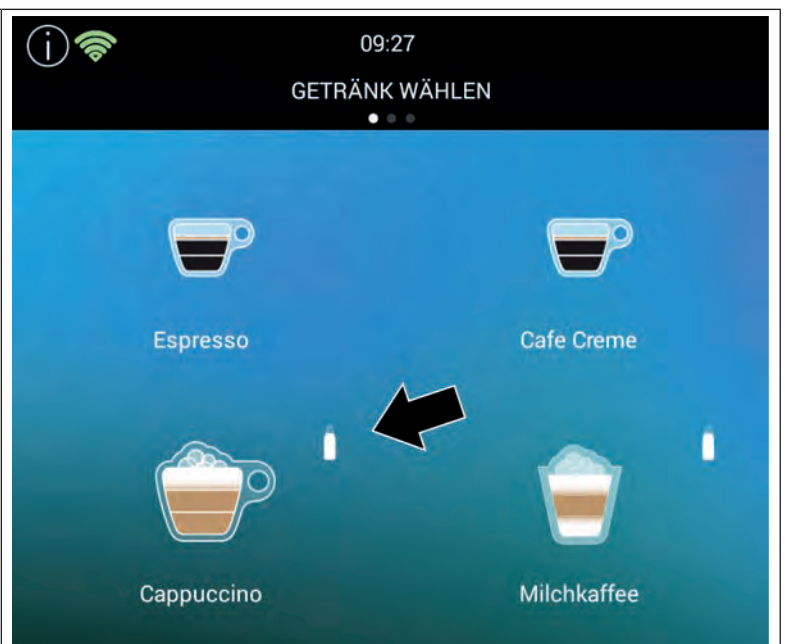 09:27
GETRÄNK WÄHLEN
Espresso
Cafe Creme
Cappuccino
Milchkaffee